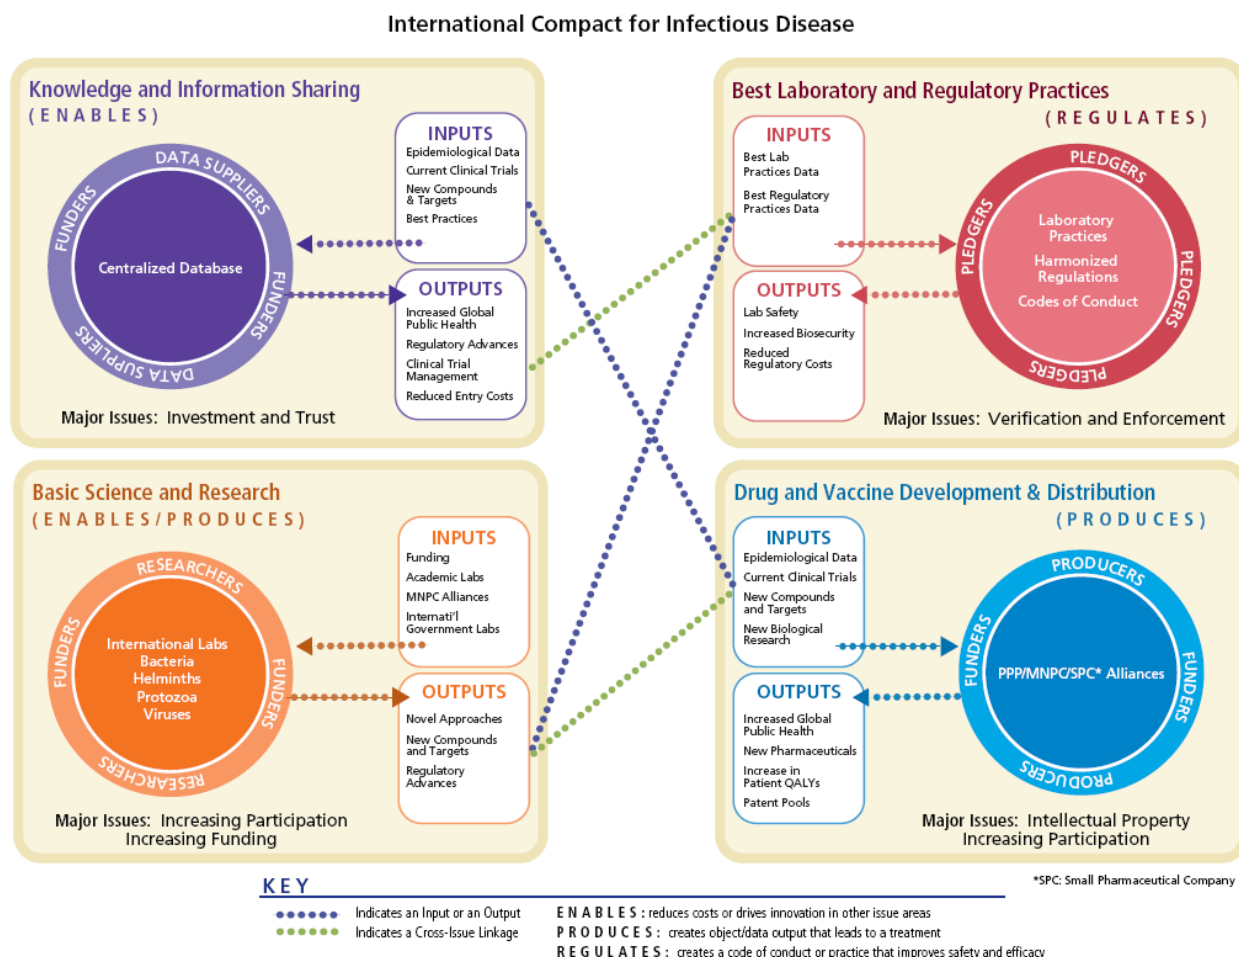 International Compact for Infectious Disease
Knowledge and Information Sharing
(ENABLES)
DATA SUPPLIERS
FUNDERS
FUNDERS
DATA SUPPLIERS
Centralized Database
INPUTS
Epidemiological Data
Current Clinical Trials
New Compounds
& Targets
Best Practices
OUTPUTS
Increased Global
Public Health
Regulatory Advances
Clinical Trial
Management
Reduced Entry Costs
Major Issues: Investment and Trust
Best Laboratory and Regulatory Practices
(REGULATES)
INPUTS
Best Lab
Practices Data
Best Regulatory
Practices Data
OUTPUTS
Lab Safety
Increased Biosecurity
Reduced
Regulatory Costs
PLEDGERS
PLEDGERS
PLEDGERS
PLEDGERS
Laboratory
Practices
Harmonized
Regulations
Codes of Conduct
Major Issues: Verification and Enforcement
Basic Science and Research
(ENABLES/PRODUCES)
RESEARCHERS
FUNDERS
FUNDERS
RESEARCHERS
International Labs
Bacteria
Helminths
Protozoa
Viruses
INPUTS
Funding
Academic Labs
MNPC Alliances
Internati'l
Government Labs
OUTPUTS
Novel Approaches
New Compounds
and Targets
Regulatory
Advances
Major Issues: Increasing Participation
Increasing Funding
Drug and Vaccine Development & Distribution
(PRODUCES)
INPUTS
Epidemiological Data
Current Clinical Trials
New Compounds
and Targets
New Biological
Research
OUTPUTS
Increased Global
Public Health
New Pharmaceuticals
Increase in
Patient QALYs
Patent Pools
PRODUCERS
FUNDERS
FUNDERS
PRODUCERS
PPP/MNPC/SPC* Alliances
Major Issues: Intellectual Property
Increasing Participation
*SPC: Small Pharmaceutical Company
KEY
Indicates an Input or an Output
Indicates a Cross-Issue Linkage
ENABLES: reduces costs or drives innovation in other issue areas
PRODUCES: creates object/data output that leads to a treatment
REGULATES: creates a code of conduct or practice that improves safety and efficacy